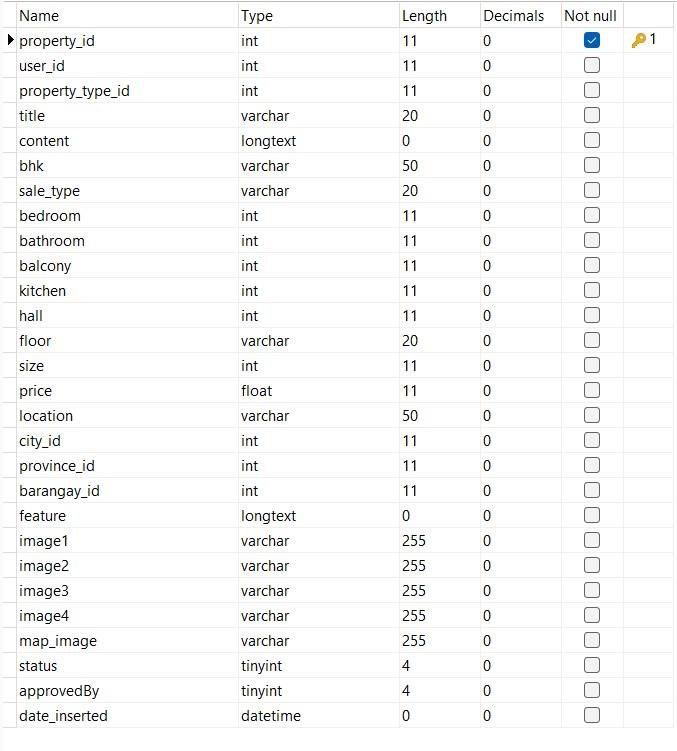 Name Type Length Decimals Not null
property_id int 11 0 1
user_id int 11 0
property_type_id int 11 0
title varchar 20 0
content longtext 0 0
bhk varchar 50 0
sale_type varchar 20 0
bedroom int 11 0
bathroom int 11 0
balcony int 11 0
kitchen int 11 0
hall int 11 0
floor varchar 20 0
size int 11 0
price float 11 0
location varchar 50 0
city_id int 11 0
province_id int 11 0
barangay_id int 11 0
feature longtext 0 0
image1 varchar 255 0
image2 varchar 255 0
image3 varchar 255 0
image4 varchar 255 0
map_image varchar 255 0
status tinyint 4 0
approvedBy tinyint 4 0
date_inserted datetime 0 0